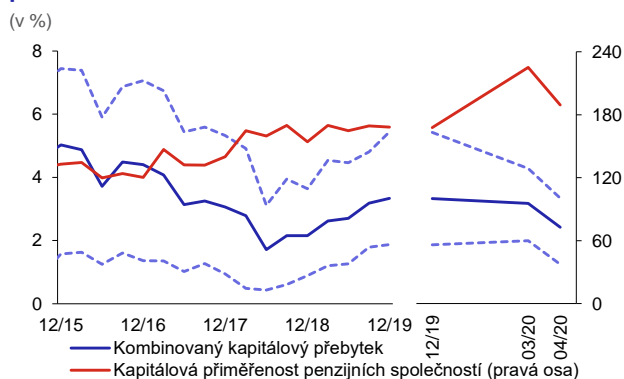 (v %)
8 240
6 180
4 120
2 60
0 0
12/15 12/16 12/17 12/18 12/19 12/19 03/20 04/20
Kombinovaný kapitálový přebytek
Kapitálová přiměřenost penzijních společností (pravá osa)